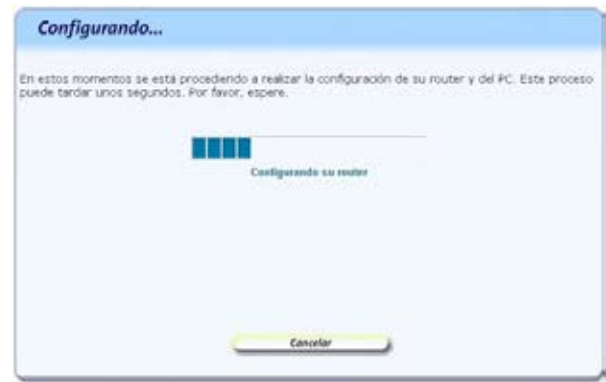 Configurando...
En estos momentos se está procediendo a realizar la configuración de su router y del PC. Este proceso
puede tardar unos segundos. Por favor, espere.
Configurando su router
Cancelar